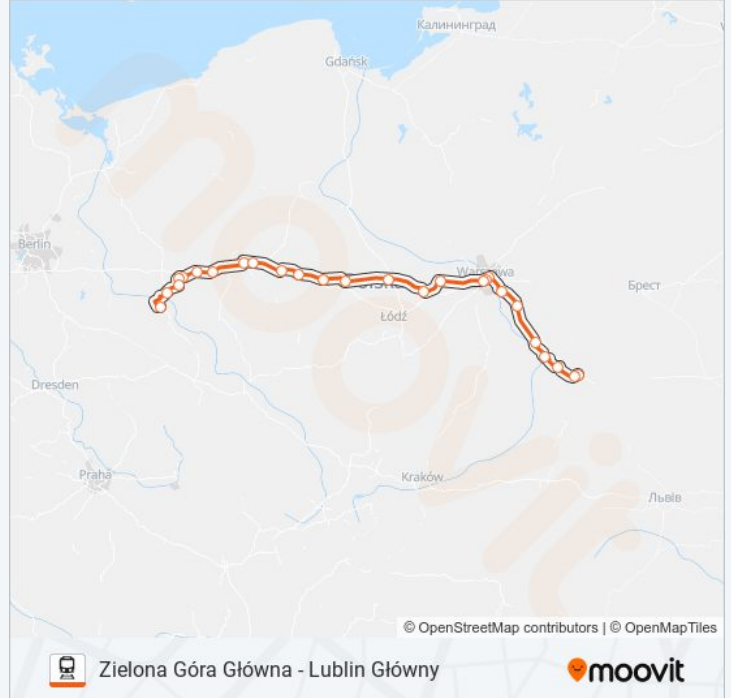 Калининград
Gdańsk
Berlin
Warszawa
Брест
Łódź
Dresden
Praha
Kraków
Львів
© OpenStreetMap contributors | © OpenMapTiles
Zielona Góra Główna - Lublin Główny
moovit